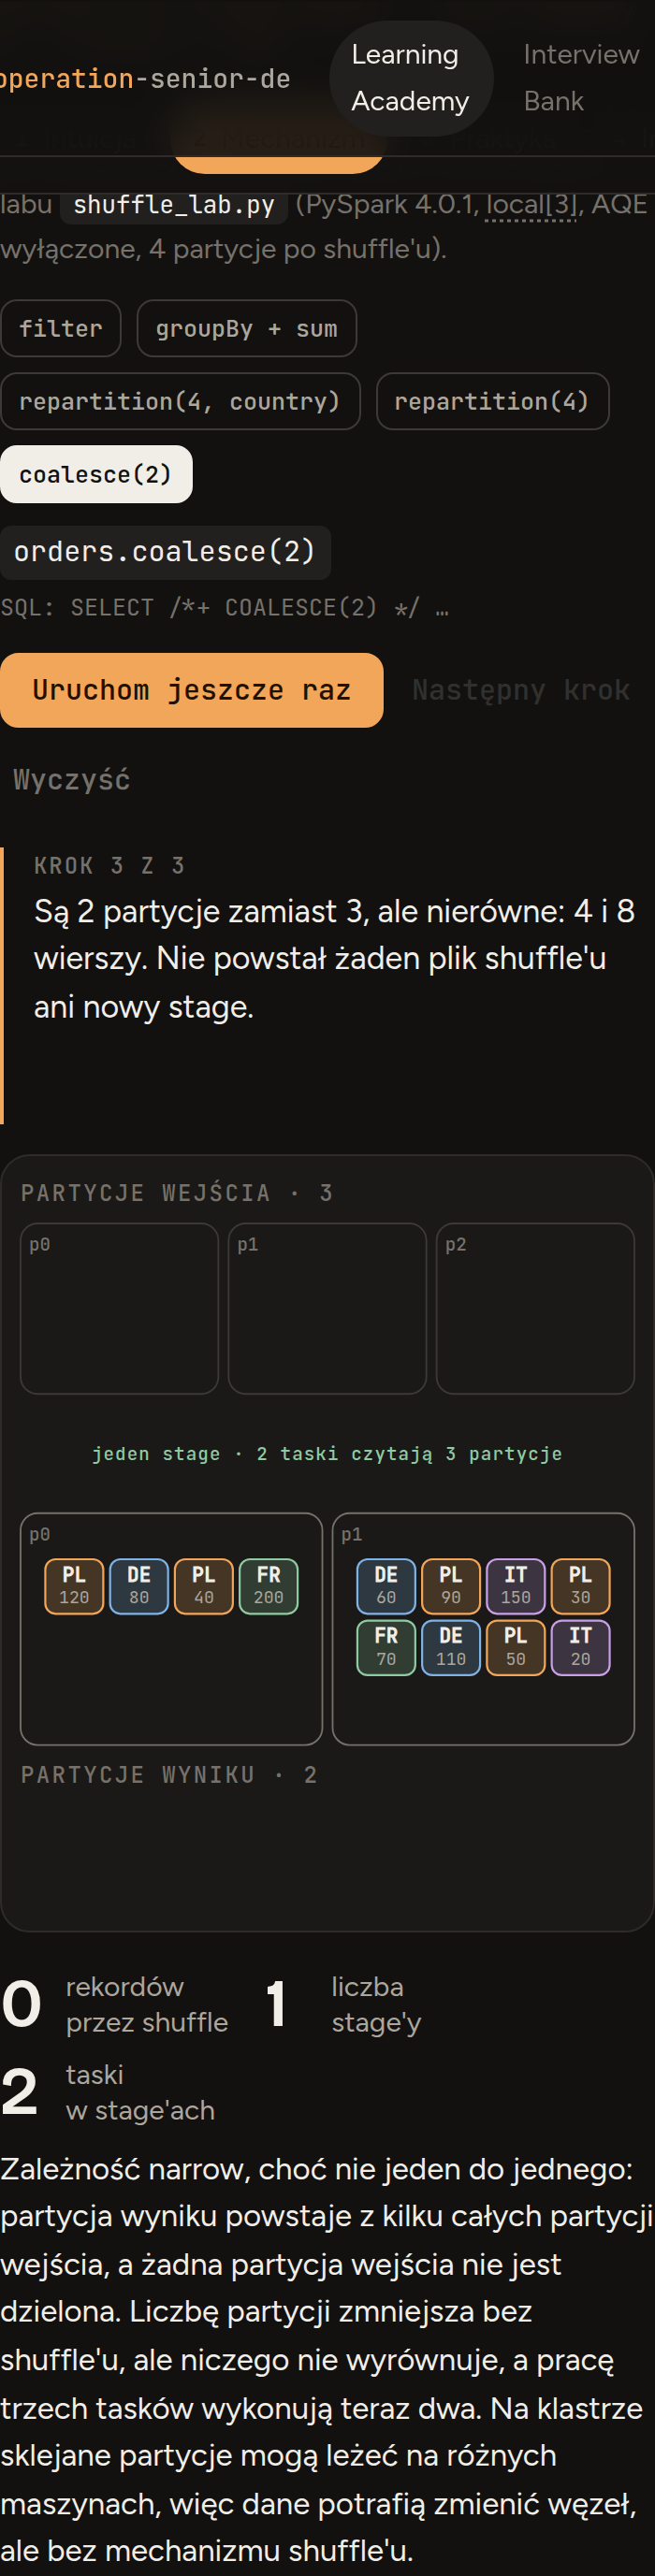 operation-senior-de
Learning Academy
Interview Bank
labu shuffle_lab.py (PySpark 4.0.1, local[3], AQE
wyłączone, 4 partycje po shuffle'u).
filter
groupBy + sum
repartition(4, country)
repartition(4)
coalesce(2)
orders.coalesce(2)
SQL: SELECT /*+ COALESCE(2) */ …
Uruchom jeszcze raz
Następny krok
Wyczyść
KROK 3 Z 3
Są 2 partycje zamiast 3, ale nierówne: 4 i 8
wierszy. Nie powstał żaden plik shuffle'u
ani nowy stage.
PARTYCJE WEJŚCIA · 3
p0
p1
p2
jeden stage · 2 taski czytają 3 partycje
p0
PL DE PL FR
120 80 40 200
p1
DE PL IT PL
60 90 150 30
FR DE PL IT
70 110 50 20
PARTYCJE WYNIKU · 2
0 rekordów przez shuffle
1 liczba stage'y
2 taski w stage'ach
Zależność narrow, choć nie jeden do jednego:
partycja wyniku powstaje z kilku całych partycji
wejścia, a żadna partycja wejścia nie jest
dzielona. Liczbę partycji zmniejsza bez
shuffle'u, ale niczego nie wyrównuje, a pracę
trzech tasków wykonują teraz dwa. Na klastrze
sklejane partycje mogą leżeć na różnych
maszynach, więc dane potrafią zmienić węzeł,
ale bez mechanizmu shuffle'u.